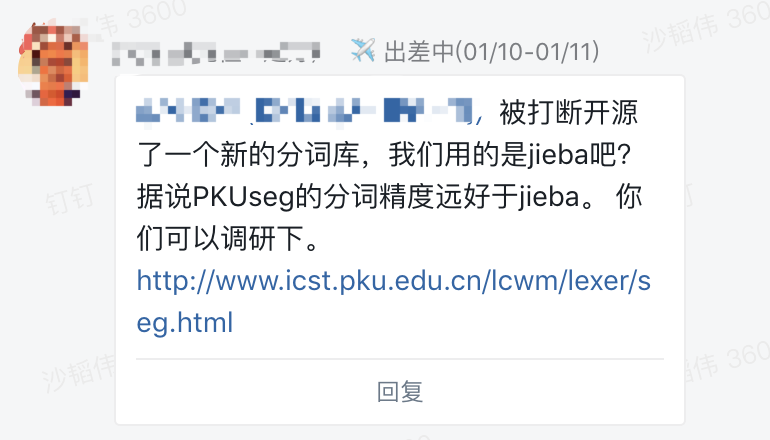 出差中(01/10-01/11)
被打断开源
了一个新的分词库，我们用的是jieba吧？
据说PKUseg的分词精度远好于jieba。 你
们可以调研下。
http://www.icst.pku.edu.cn/lcwm/lexer/s
eg.html
回复
沙韬伟 3600
沙韬伟 360
钉钉
沙韬伟
沙韬伟 3600